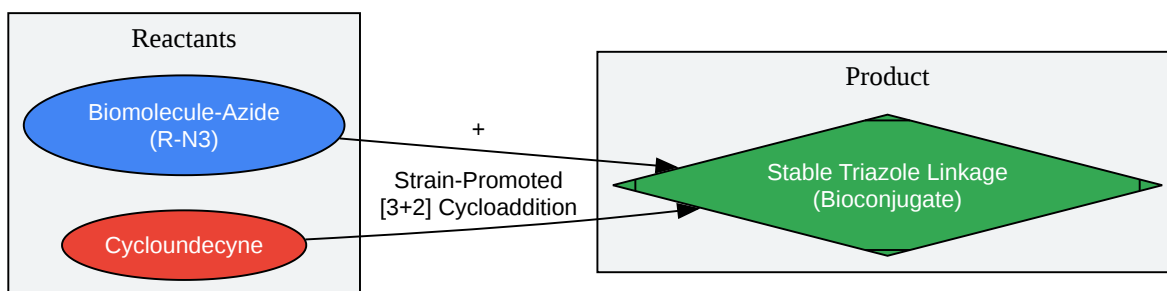 Reactants
Biomolecule-Azide
(R-N3)
Cycloundecyne
+
Strain-Promoted
[3+2] Cycloaddition
Product
Stable Triazole Linkage
(Bioconjugate)